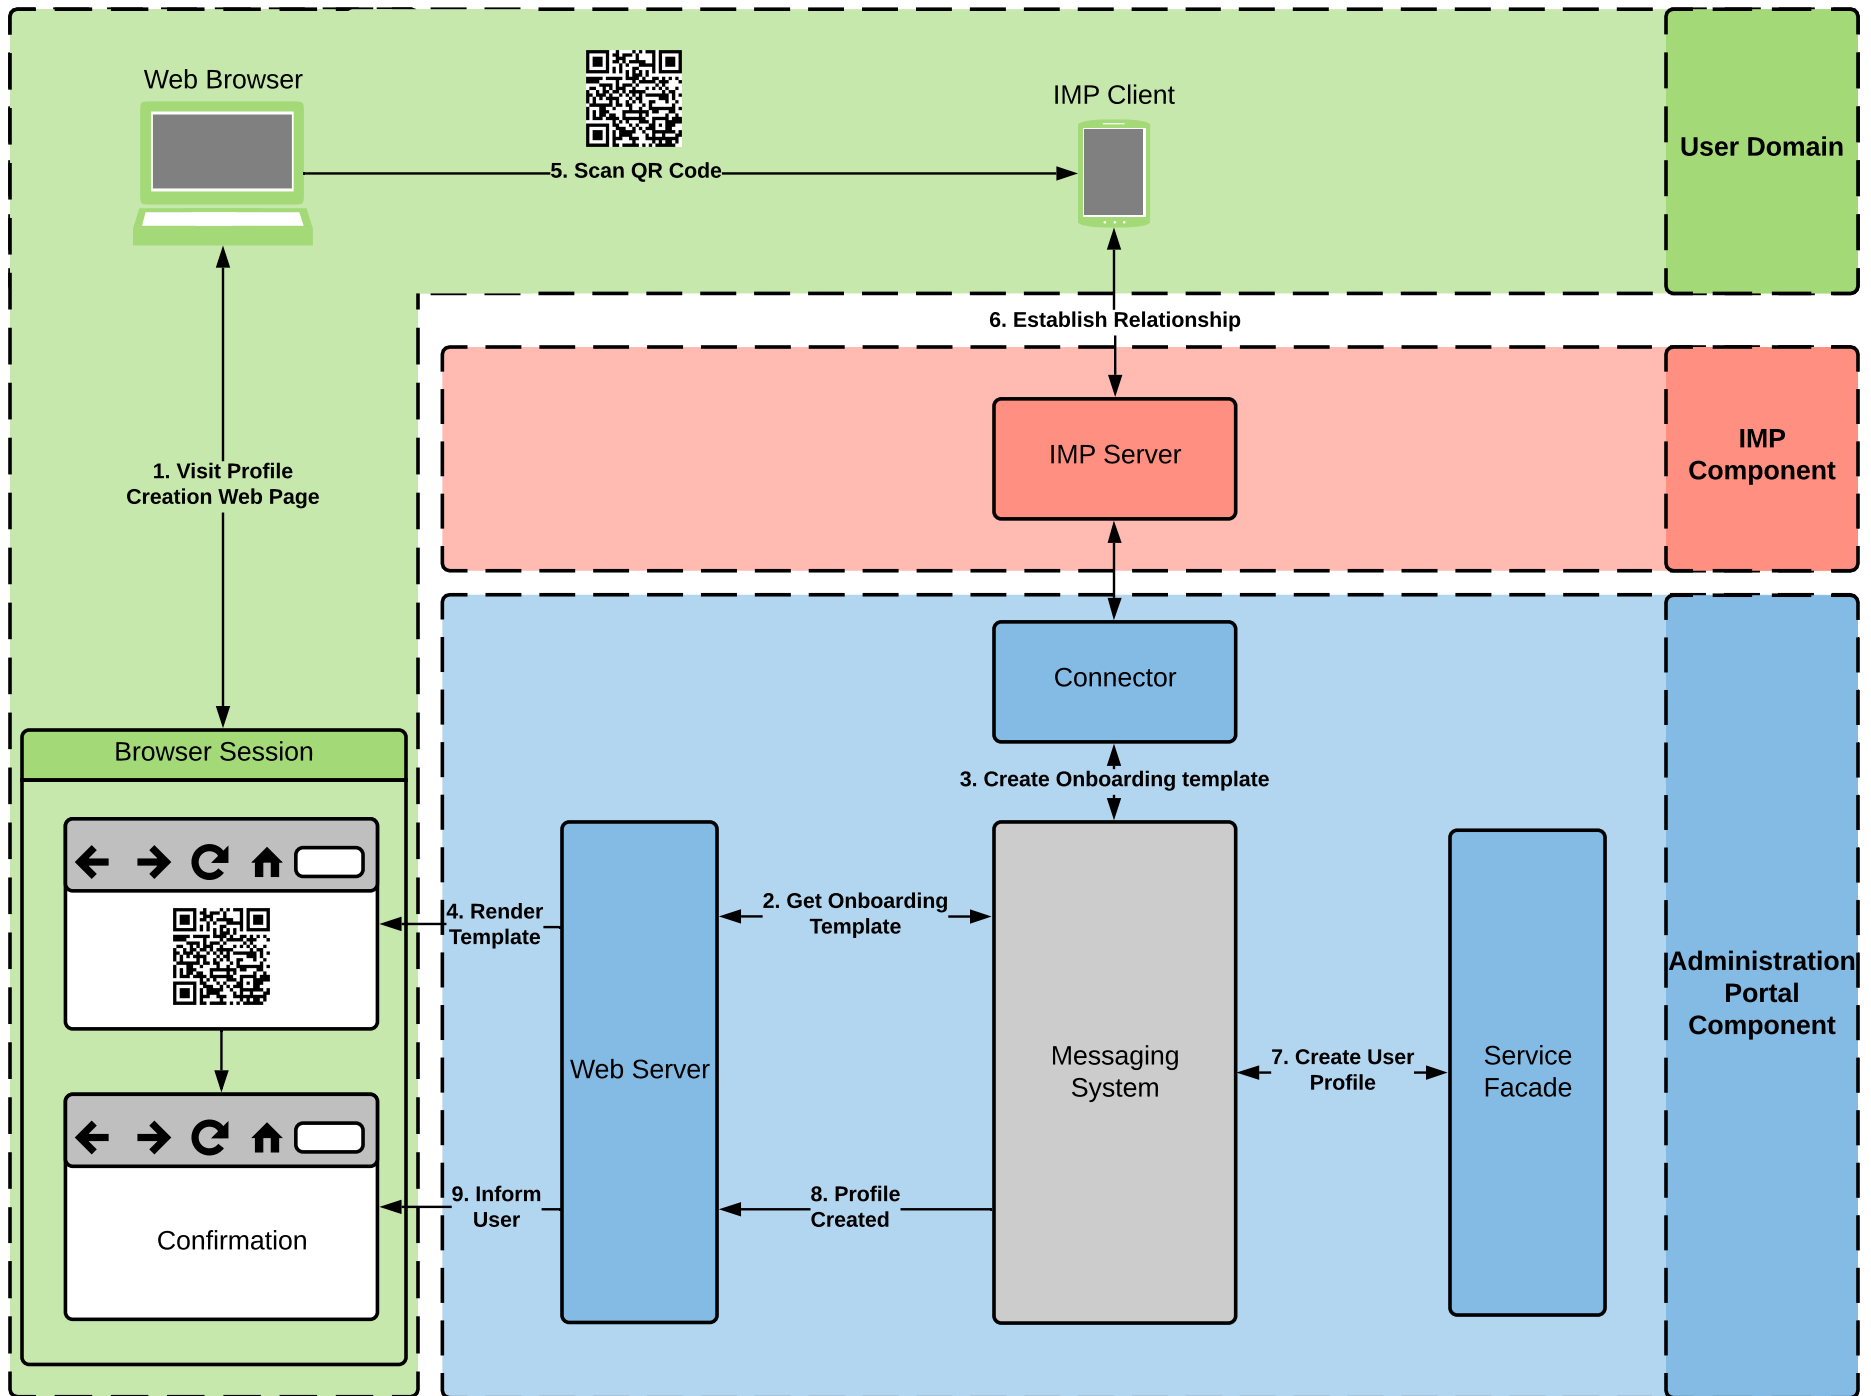 Web Browser
IMP Client
User Domain
5. Scan QR Code
6. Establish Relationship
IMP Server
IMP
Component
1. Visit Profile
Creation Web Page
Connector
Browser Session
3. Create Onboarding template
4. Render
Template
2. Get Onboarding
Template
Administration
Portal
Component
Web Server
Messaging
System
7. Create User
Profile
Service
Facade
9. Inform
User
8. Profile
Created
Confirmation